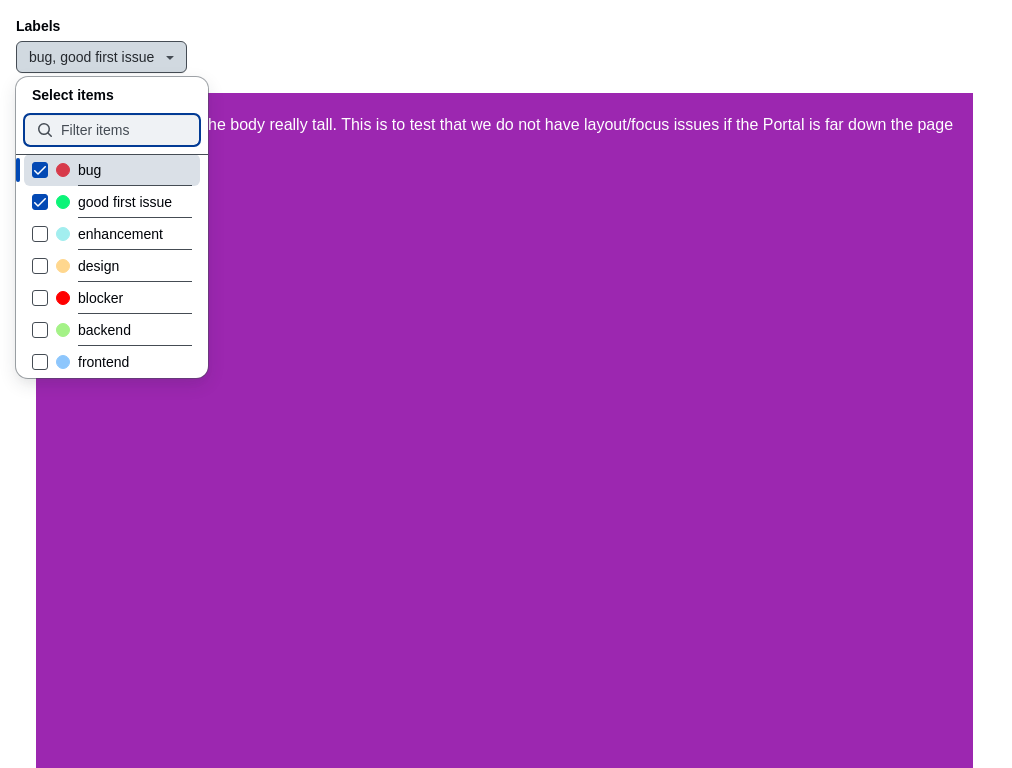 Labels
bug, good first issue
Select items
Filter items
he body really tall. This is to test that we do not have layout/focus issues if the Portal is far down the page
bug
good first issue
enhancement
design
blocker
backend
frontend